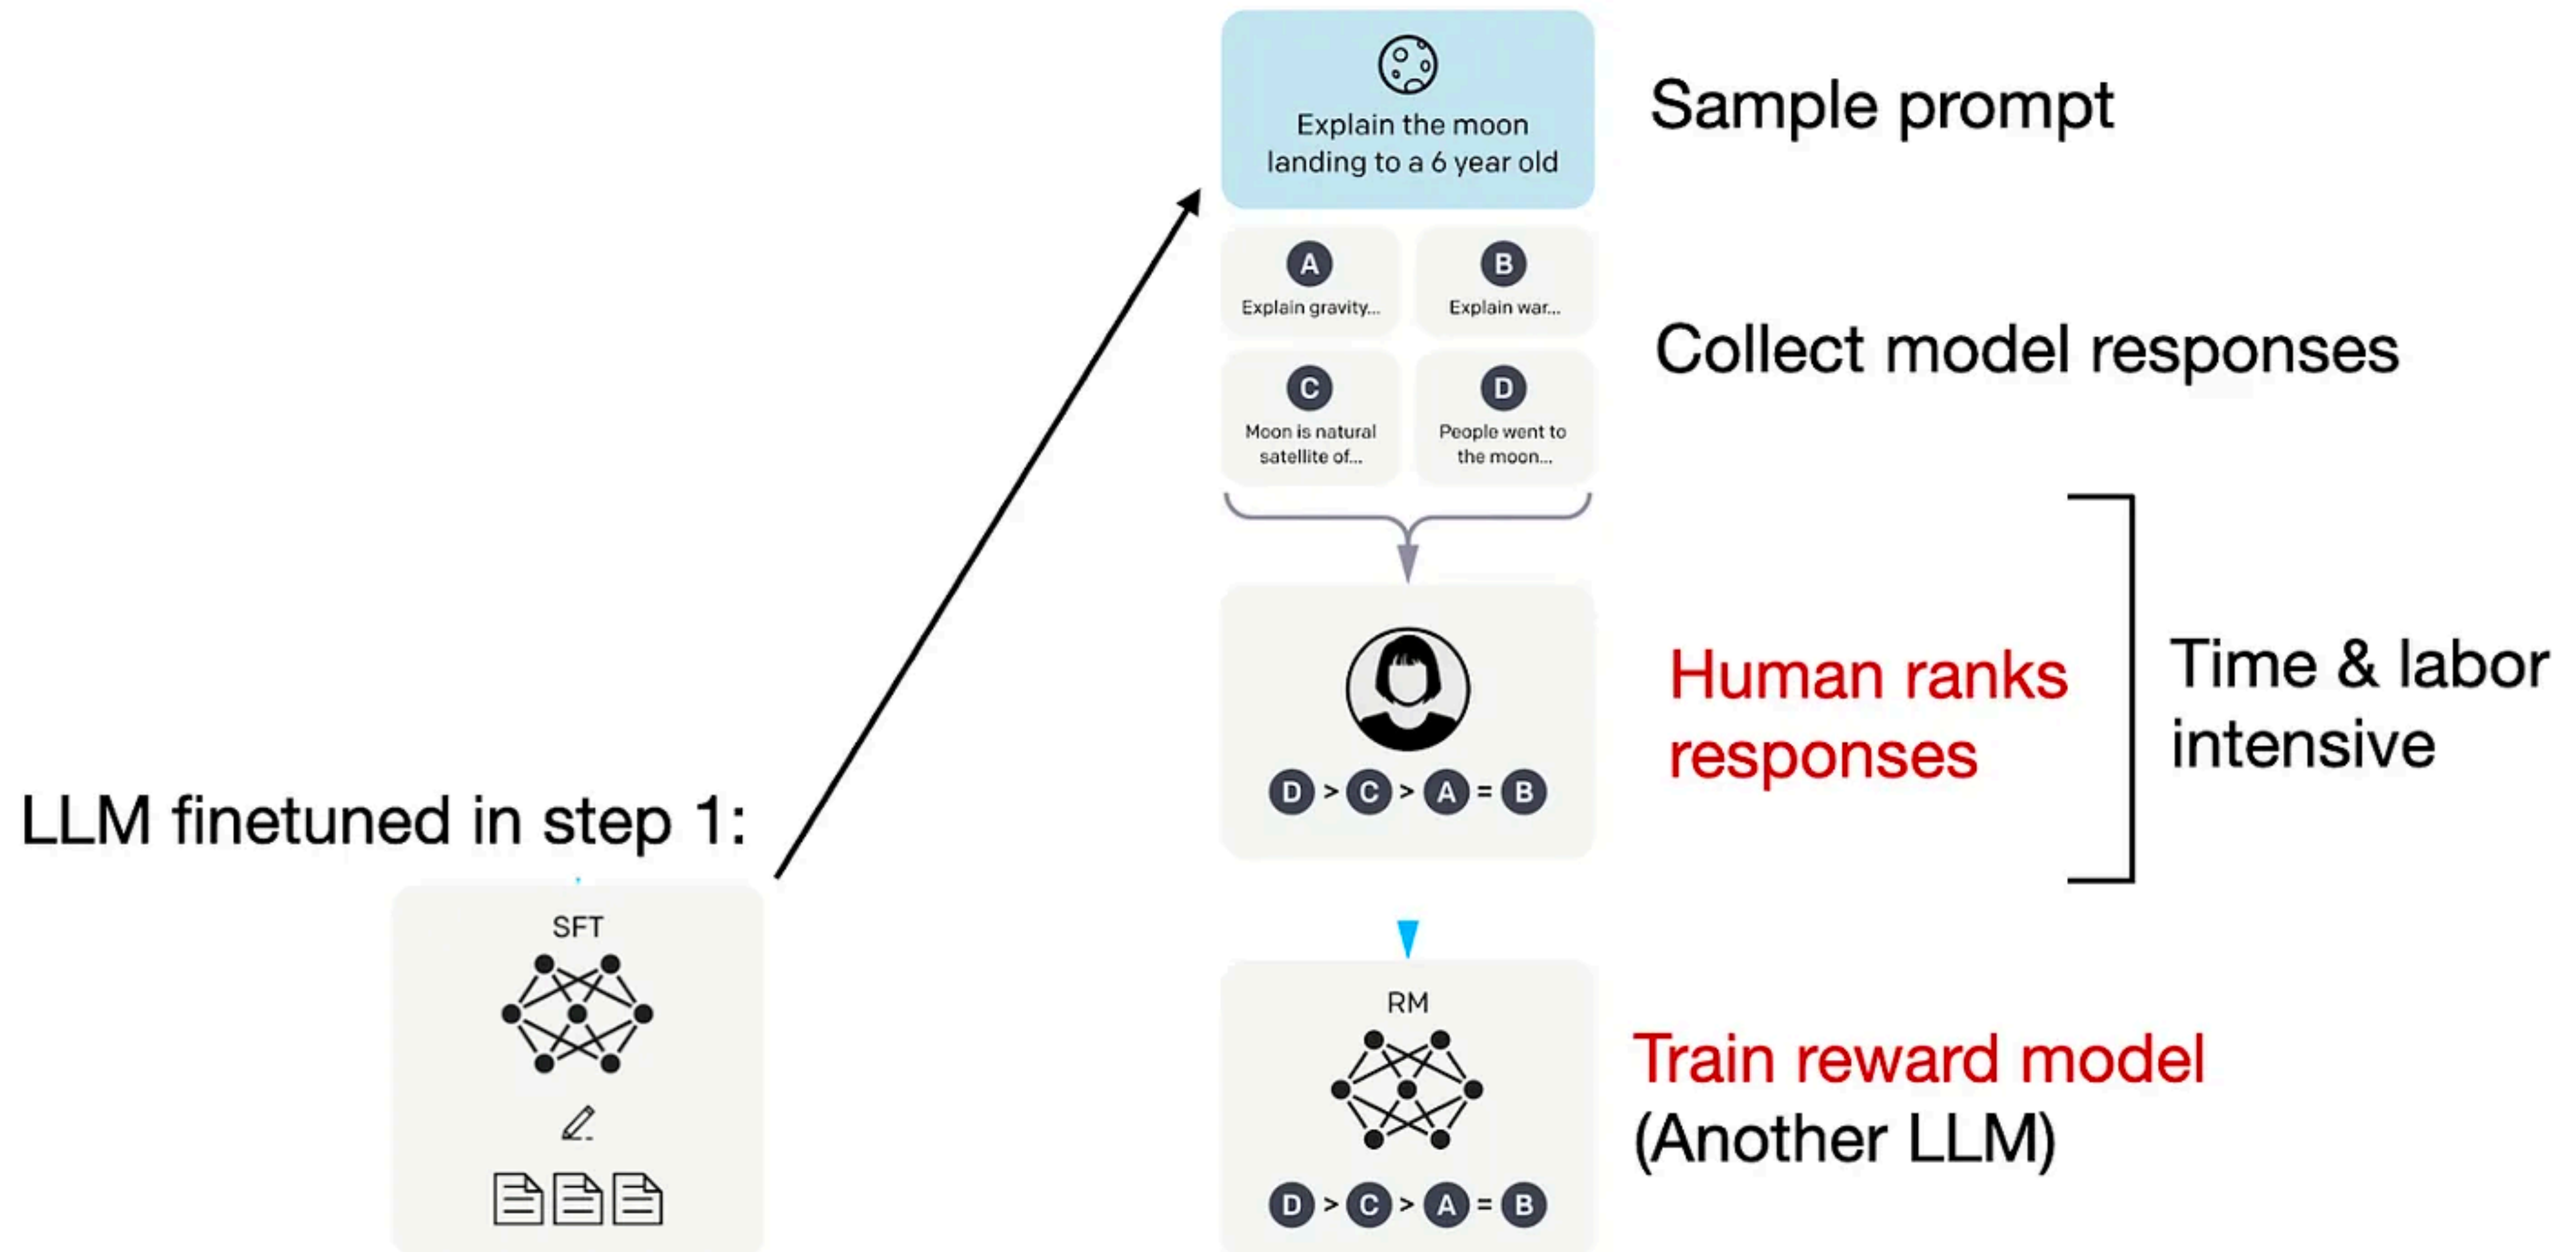 Explain the moon
landing to a 6 year old
Sample prompt
A
Explain gravity...
B
Explain war...
C
Moon is natural
satellite of...
D
People went to
the moon...
Collect model responses
D > C > A = B
Human ranks
responses
Time & labor
intensive
LLM finetuned in step 1:
SFT
RM
D > C > A = B
Train reward model
(Another LLM)